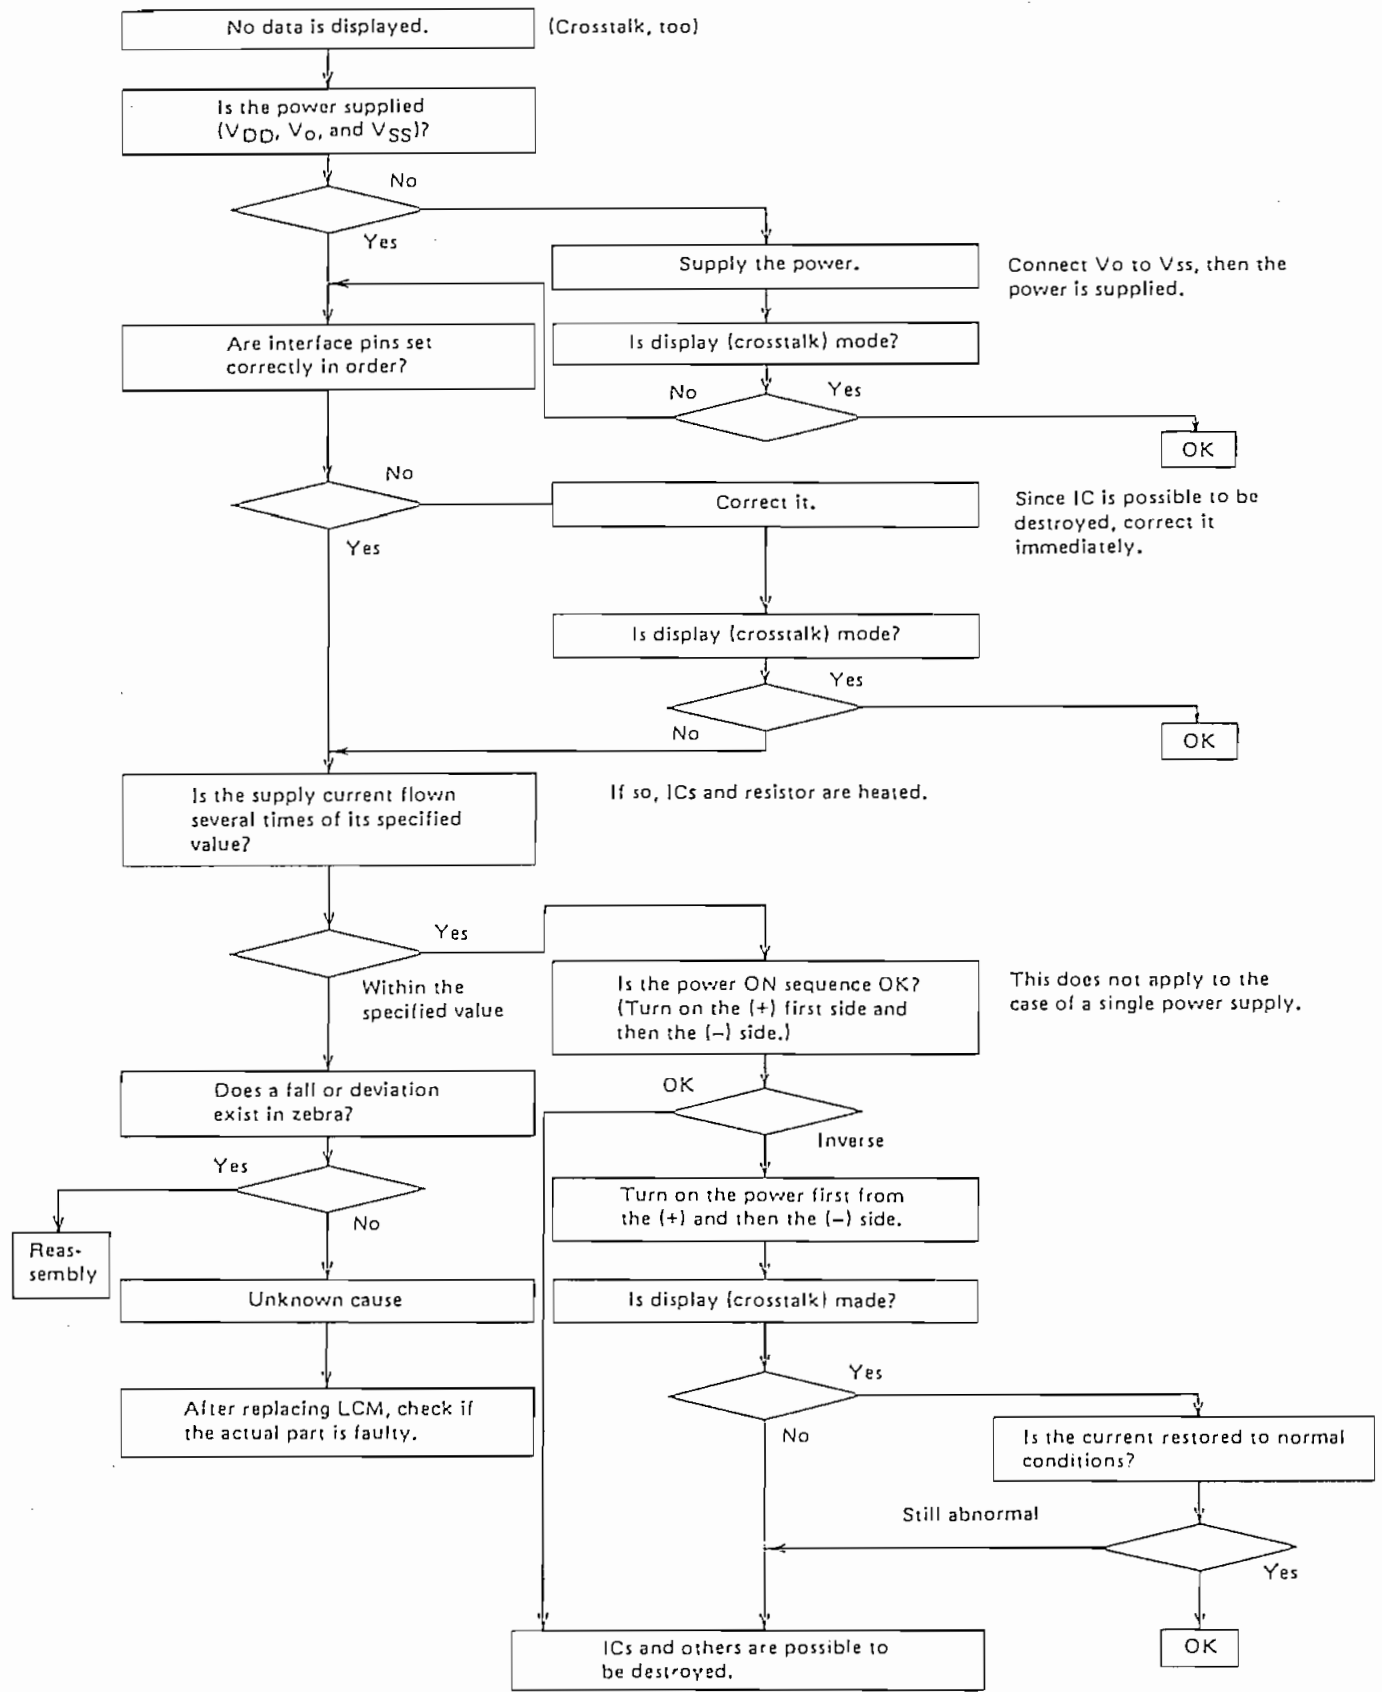 No data is displayed.
(Crosstalk, too)
Is the power supplied
(VDD, Vo, and VSS)?
No
Yes
Supply the power.
Connect Vo to Vss, then the
power is supplied.
Are interface pins set
correctly in order?
Is display (crosstalk) mode?
No
Yes
OK
No
Yes
Correct it.
Since IC is possible to be
destroyed, correct it
immediately.
Is display (crosstalk) mode?
Yes
No
OK
Is the supply current flown
several times of its specified
value?
If so, ICs and resistor are heated.
Yes
Within the
specified value
Is the power ON sequence OK?
(Turn on the (+) first side and
then the (–) side.)
This does not apply to the
case of a single power supply.
OK
Inverse
Does a fall or deviation
exist in zebra?
Yes
No
Reas-
sembly
Turn on the power first from
the (+) and then the (–) side.
Unknown cause
Is display (crosstalk) made?
Yes
No
After replacing LCM, check if
the actual part is faulty.
Is the current restored to normal
conditions?
Still abnormal
Yes
OK
ICs and others are possible to
be destroyed.